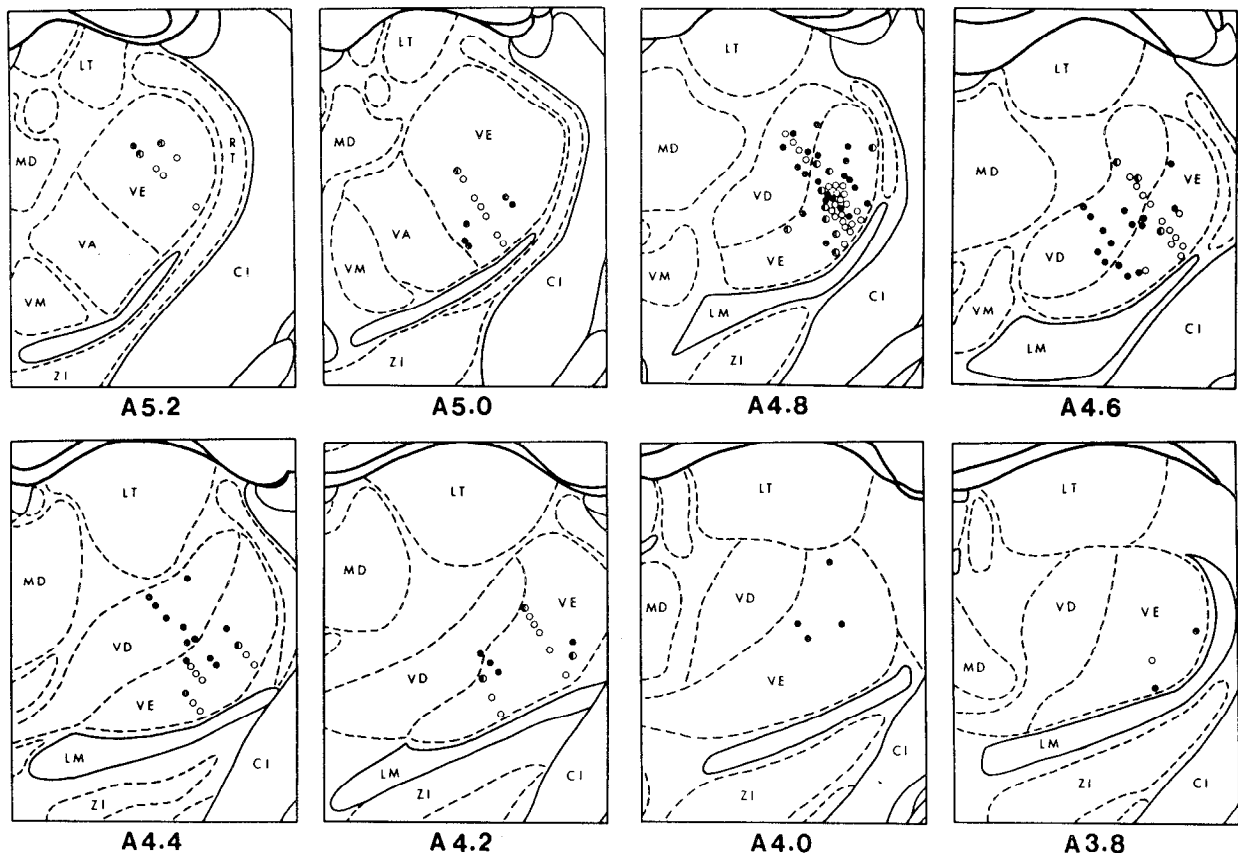 LT
MD
R
T
VE
VA
VM
CI
ZI
A5.2
LT
MD
VE
VA
VM
CI
ZI
A5.0
LT
MD
VD
VE
VM
LM
CI
ZI
A4.8
LT
MD
VE
VD
VM
LM
CI
A4.6
LT
MD
VD
VE
LM
CI
ZI
A4.4
LT
MD
VE
VD
LM
CI
ZI
A4.2
LT
MD
VD
VE
CI
ZI
A4.0
LT
VD
VE
MD
LM
ZI
CI
A3.8